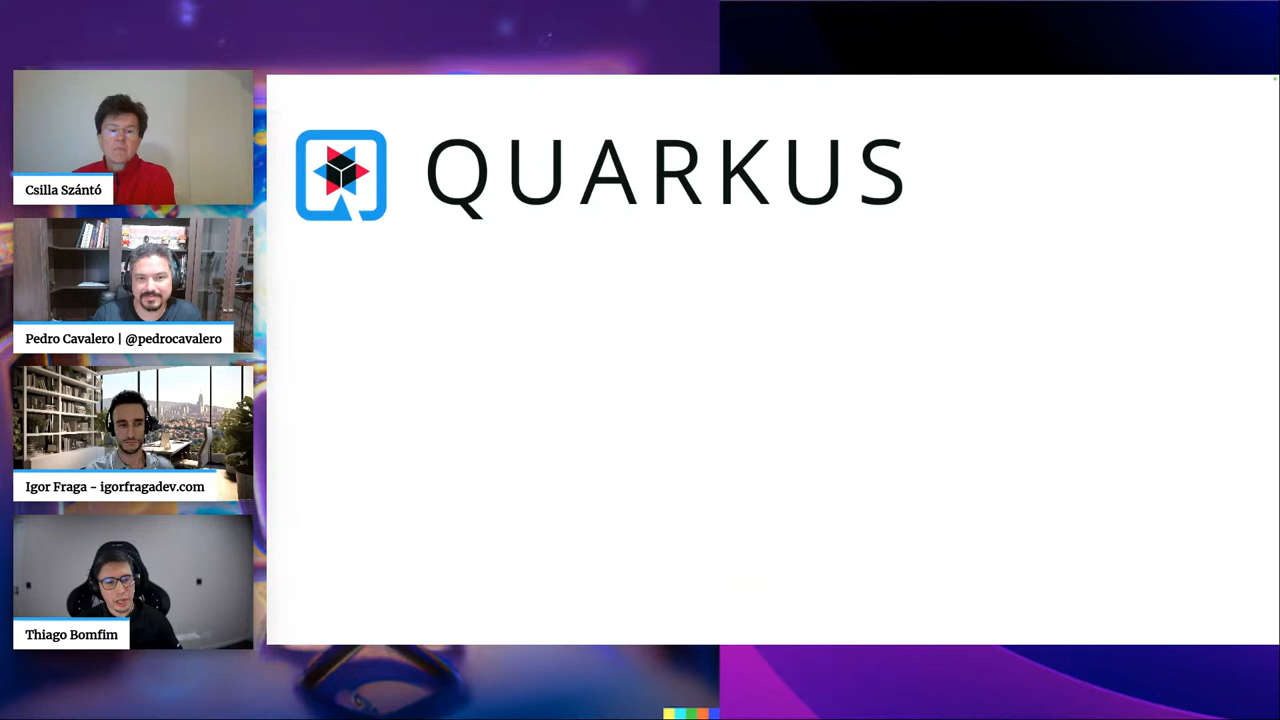 Csilla Szántó
Pedro Cavalero | @pedrocavalero
Igor Fraga - igorfragadev.com
Thiago Bomfim
QUARKUS